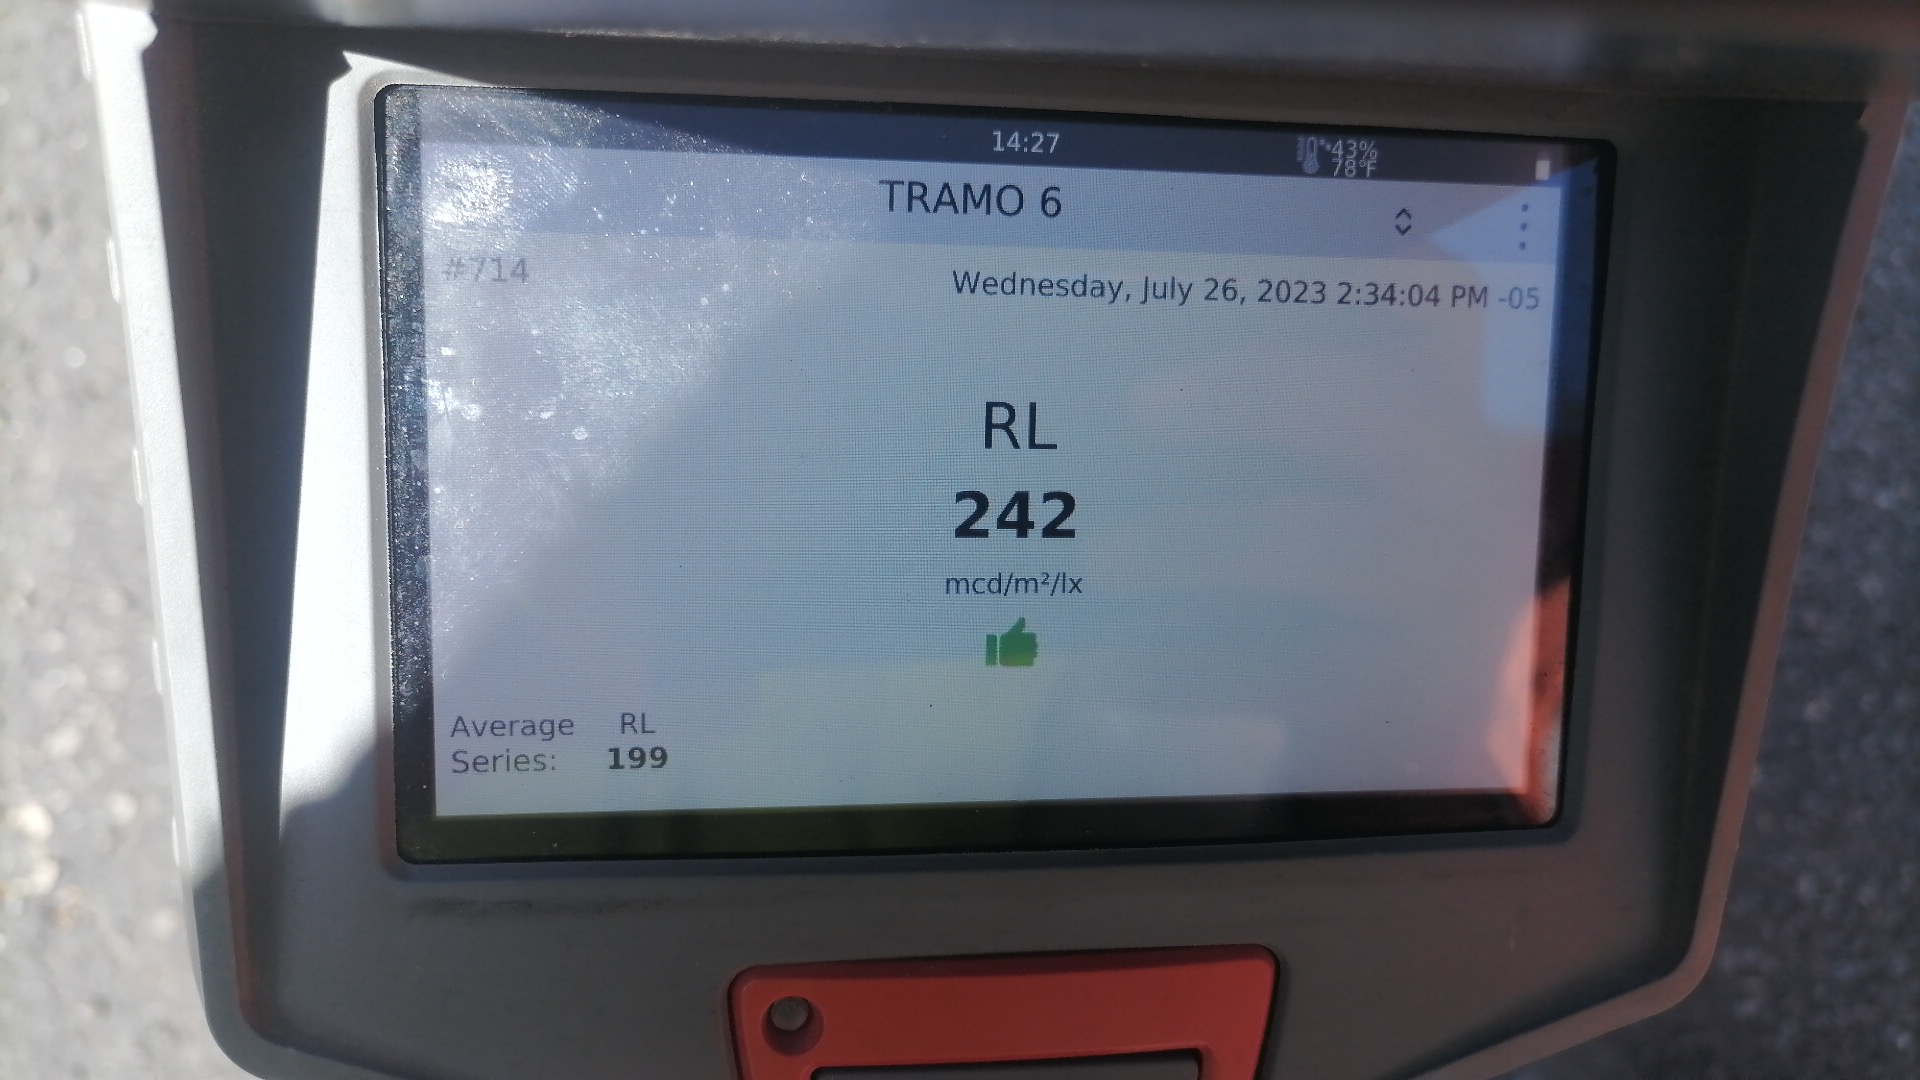 14:27
43%
78°F
TRAMO 6
#714
Wednesday, July 26, 2023 2:34:04 PM -05
RL
242
mcd/m²/lx
Average RL
Series: 199